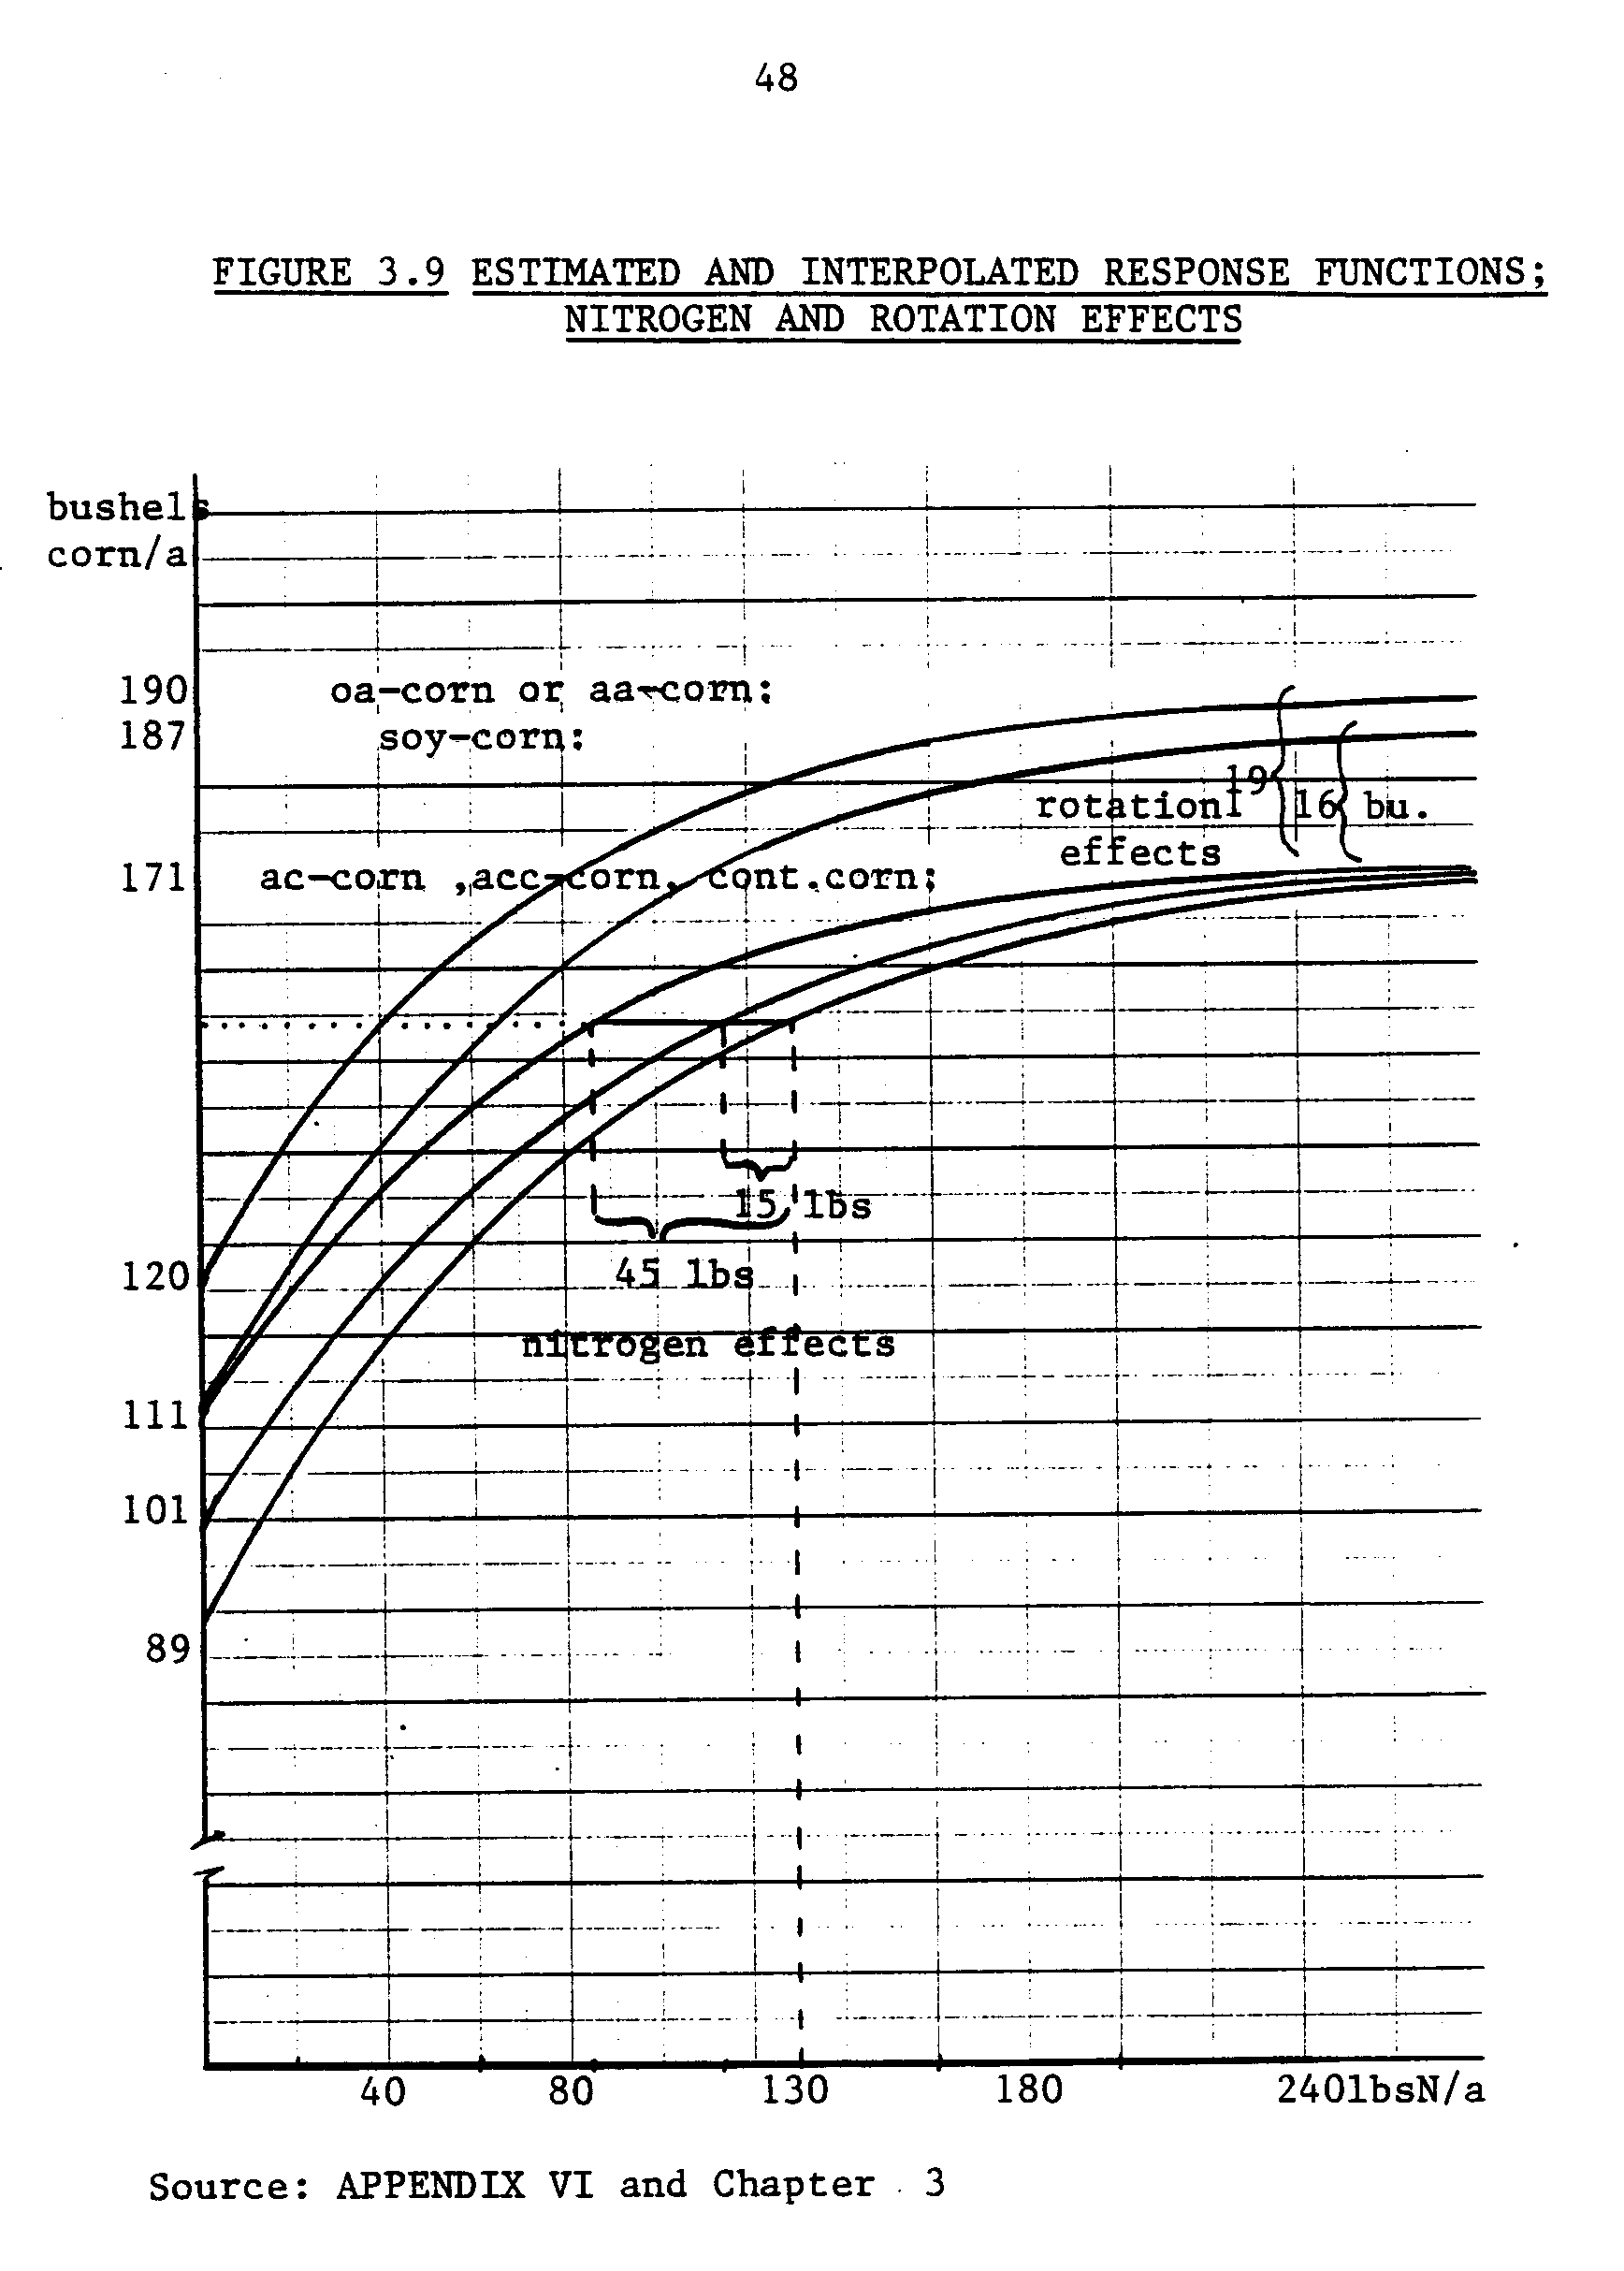 48
FIGURE 3.9 ESTIMATED AND INTERPOLATED RESPONSE FUNCTIONS;
NITROGEN AND ROTATION EFFECTS
bushels
corn/a
190
oa-corn or aa-corn:
187
soy-corn:
19
rotation
16
bu.
effects
171
ac-corn ,acc-corn, cont.corn;
15 lbs
120
45 lbs
nitrogen effects
111
101
89
40
80
130
180
240lbsN/a
Source: APPENDIX VI and Chapter 3